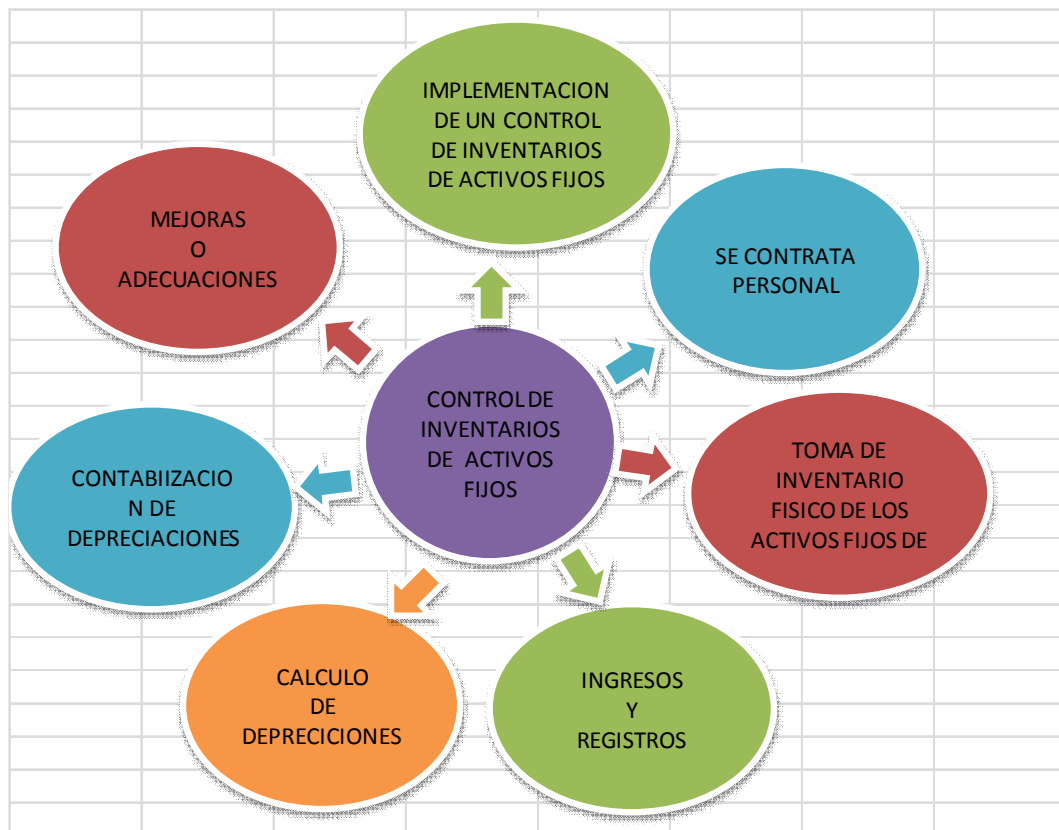 IMPLEMENTACION
DE UN CONTROL
DE INVENTARIOS
DE ACTIVOS FIJOS
MEJORAS
O
ADECUACIONES
SE CONTRATA
PERSONAL
CONTROL DE
INVENTARIOS
DE ACTIVOS
FIJOS
CONTABIIZACIO
N DE
DEPRECIACIONES
TOMA DE
INVENTARIO
FISICO DE LOS
ACTIVOS FIJOS DE
CALCULO
DE
DEPRECICIONES
INGRESOS
Y
REGISTROS